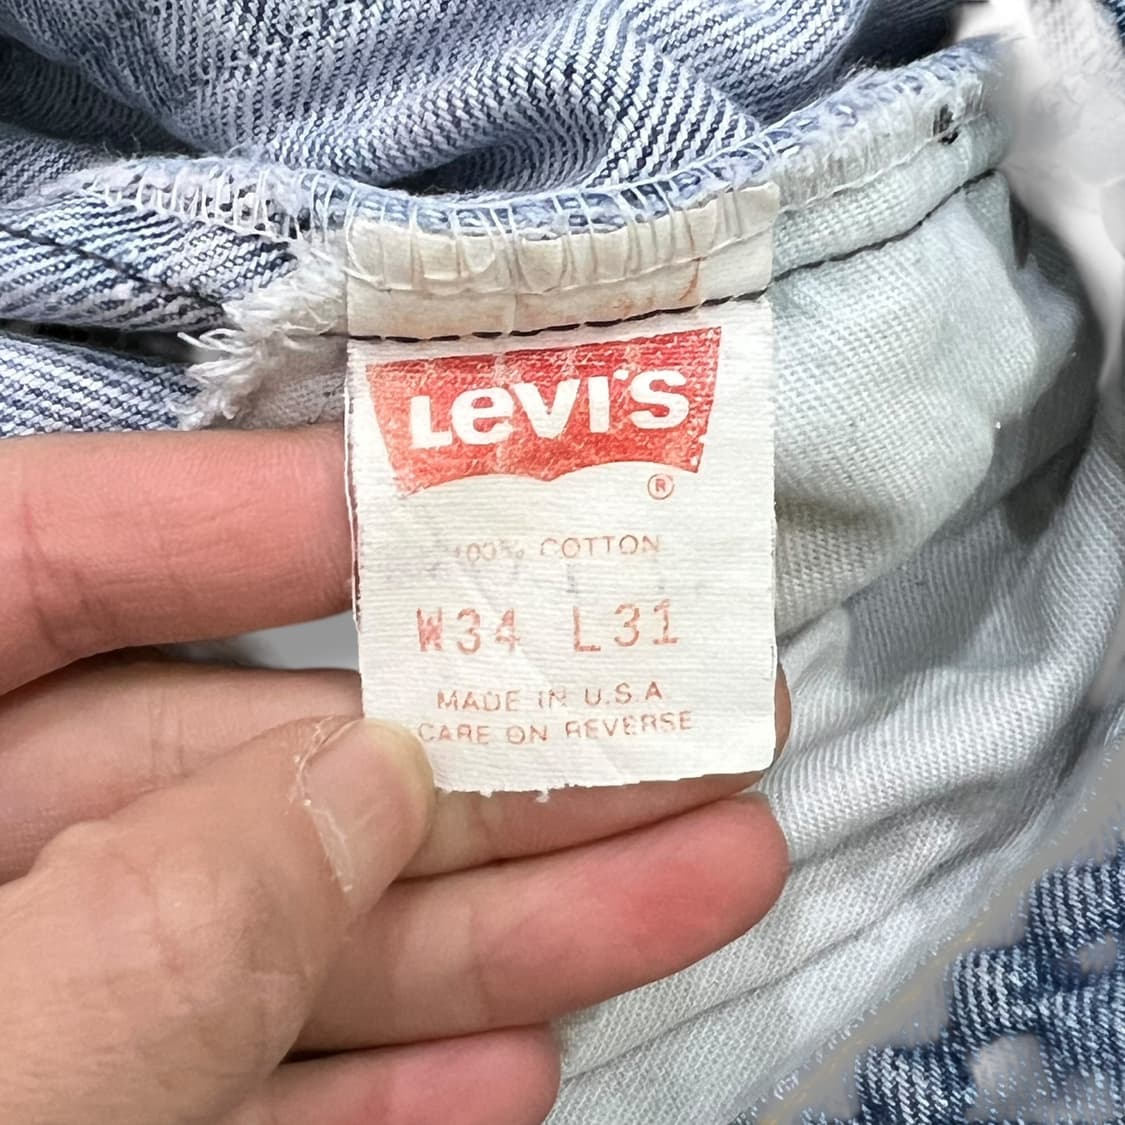 Levi's
®
100% COTTON
W34 L31
MADE IN U.S.A
CARE ON REVERSE